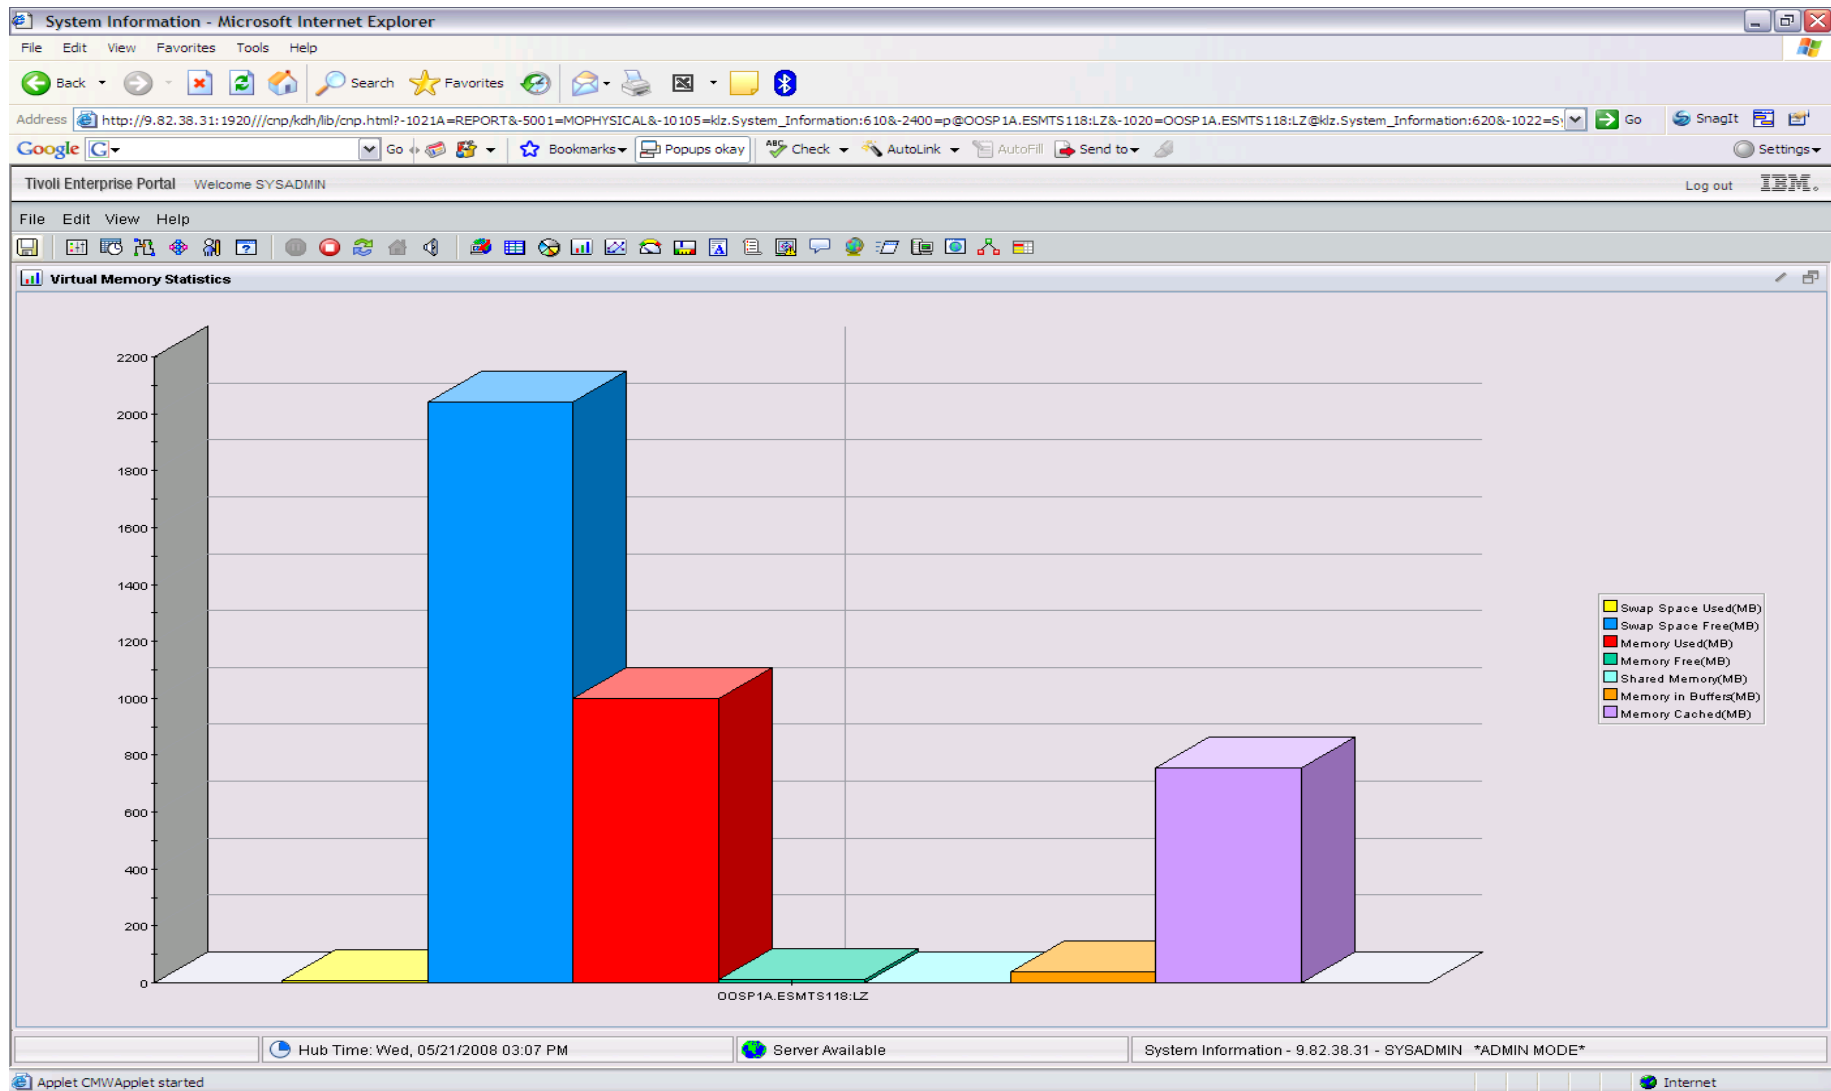 System Information - Microsoft Internet Explorer
File Edit View Favorites Tools Help
Back Search Favorites
Address http://9.82.38.31:1920///cnp/kdh/lib/cnp.html?-1021A=REPORT&-5001=MOPHYSICAL&-10105=klz.System_Information:610&-2400=p@OOSP1A.ESMTS118:LZ&-1020=OOSP1A.ESMTS118:LZ@klz.System_Information:620&-1022=S Go SnagIt
Google G Go Bookmarks Popups okay ABC Check AutoLink AutoFill Send to Settings
Tivoli Enterprise Portal Welcome SYSADMIN Log out IBM.
File Edit View Help
Virtual Memory Statistics
2200
2000
1800
1600
1400
1200
1000
800
600
400
200
0
OOSP1A.ESMTS118:LZ
Swap Space Used(MB)
Swap Space Free(MB)
Memory Used(MB)
Memory Free(MB)
Shared Memory(MB)
Memory in Buffers(MB)
Memory Cached(MB)
Hub Time: Wed, 05/21/2008 03:07 PM Server Available System Information - 9.82.38.31 - SYSADMIN *ADMIN MODE*
Applet CMWApplet started Internet